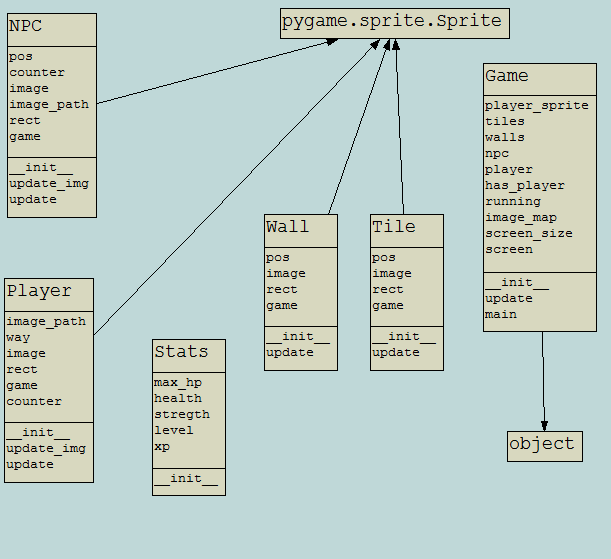 NPC
pos
counter
image
image_path
rect
game
__init__
update_img
update
pygame.sprite.Sprite
Game
player_sprite
tiles
walls
npc
player
has_player
running
image_map
screen_size
screen
__init__
update
main
Wall
pos
image
rect
game
__init__
update
Tile
pos
image
rect
game
__init__
update
Player
image_path
way
image
rect
game
counter
__init__
update_img
update
Stats
max_hp
health
stregth
level
xp
__init__
object